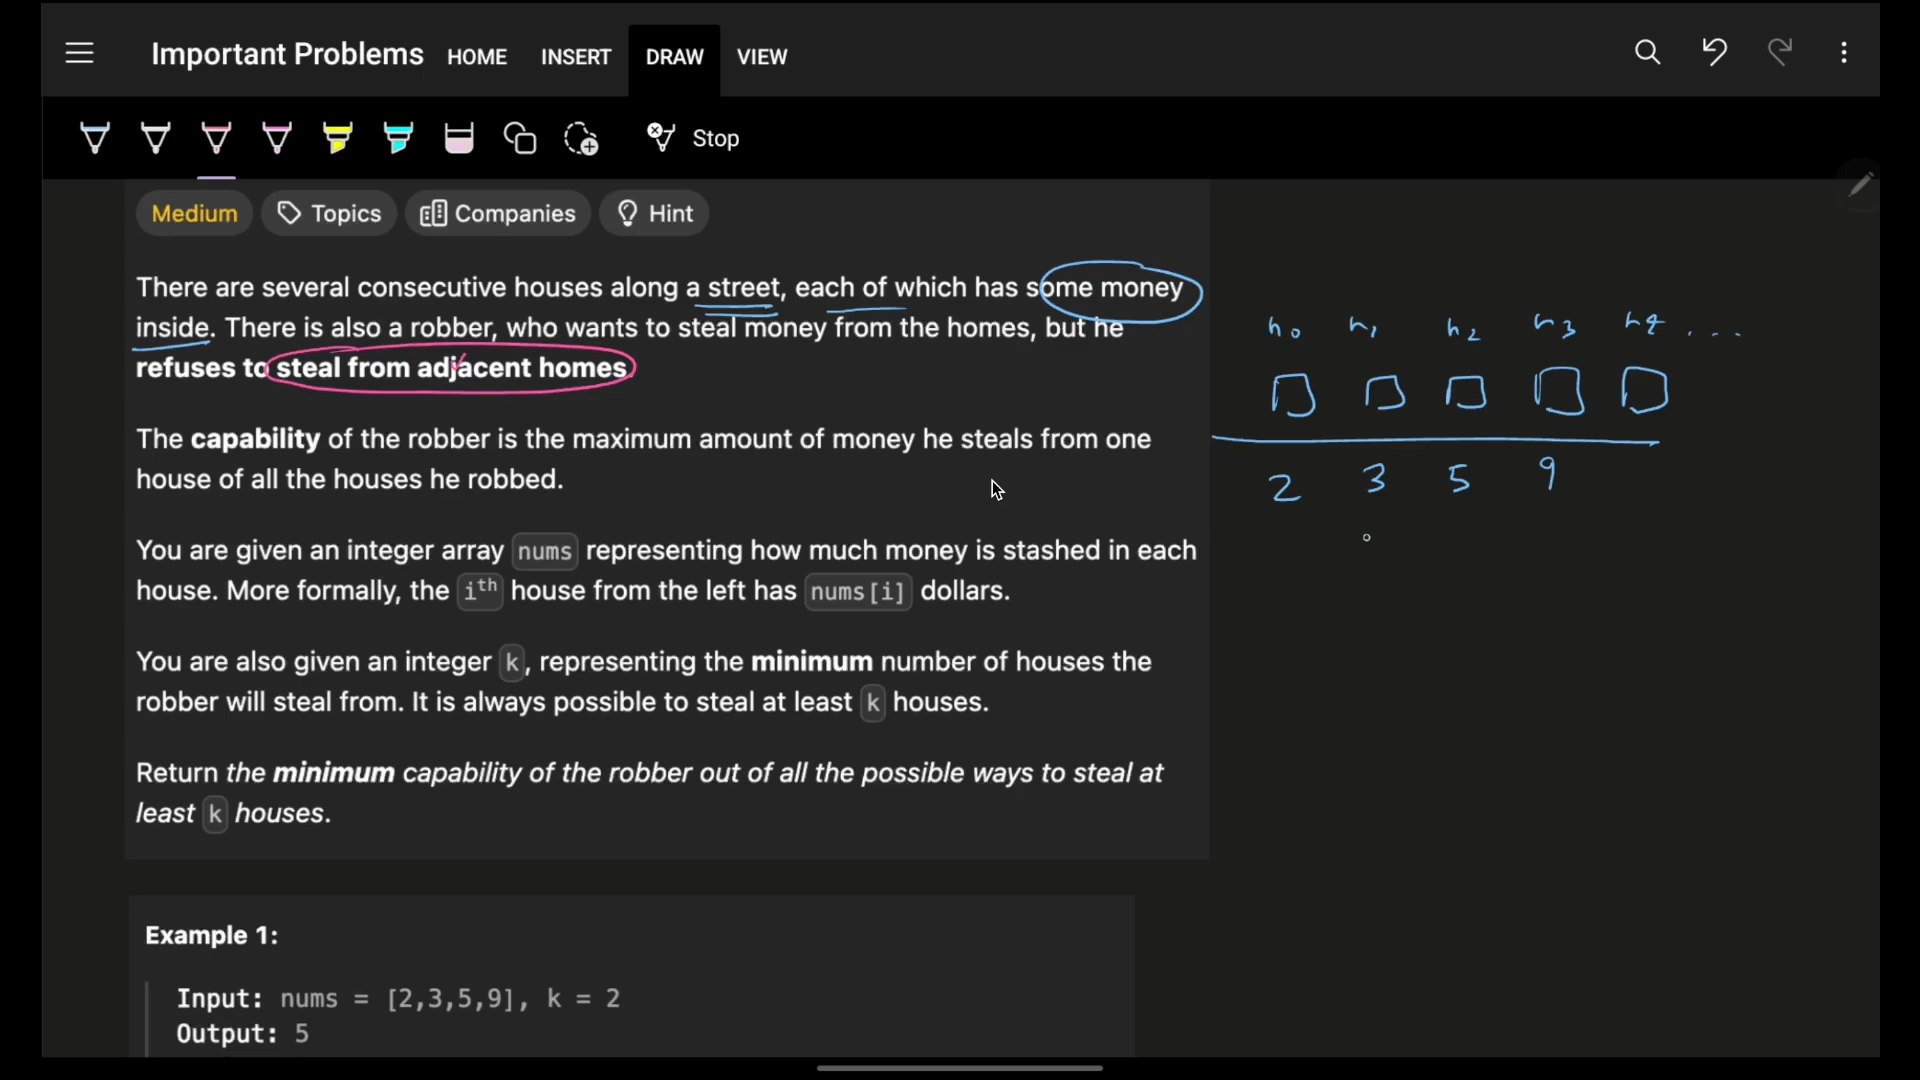 Important Problems HOME INSERT DRAW VIEW
Stop
Medium Topics Companies Hint
There are several consecutive houses along a street, each of which has some money
inside. There is also a robber, who wants to steal money from the homes, but he
refuses to steal from adjacent homes.
The capability of the robber is the maximum amount of money he steals from one
house of all the houses he robbed.
You are given an integer array nums representing how much money is stashed in each
house. More formally, the iᵗʰ house from the left has nums[i] dollars.
You are also given an integer k, representing the minimum number of houses the
robber will steal from. It is always possible to steal at least k houses.
Return the minimum capability of the robber out of all the possible ways to steal at
least k houses.
h₀ h₁ h₂ h₃ h₄ ....
2 3 5 9
Example 1:
Input: nums = [2,3,5,9], k = 2
Output: 5